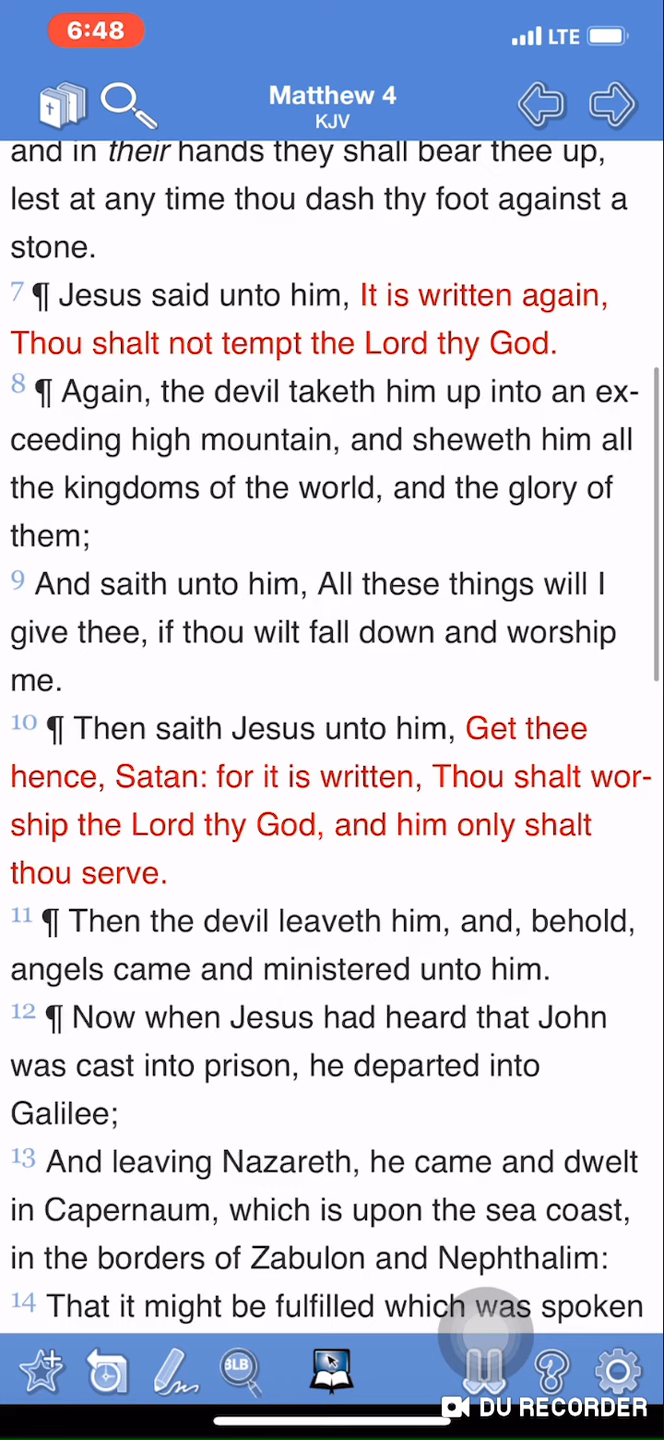 6:48
LTE
Matthew 4
KJV
and in their hands they shall bear thee up,
lest at any time thou dash thy foot against a
stone.
7 ¶ Jesus said unto him, It is written again,
Thou shalt not tempt the Lord thy God.
8 ¶ Again, the devil taketh him up into an ex-
ceeding high mountain, and sheweth him all
the kingdoms of the world, and the glory of
them;
9 And saith unto him, All these things will I
give thee, if thou wilt fall down and worship
me.
10 ¶ Then saith Jesus unto him, Get thee
hence, Satan: for it is written, Thou shalt wor-
ship the Lord thy God, and him only shalt
thou serve.
11 ¶ Then the devil leaveth him, and, behold,
angels came and ministered unto him.
12 ¶ Now when Jesus had heard that John
was cast into prison, he departed into
Galilee;
13 And leaving Nazareth, he came and dwelt
in Capernaum, which is upon the sea coast,
in the borders of Zabulon and Nephthalim:
14 That it might be fulfilled which was spoken
BLB
DU RECORDER